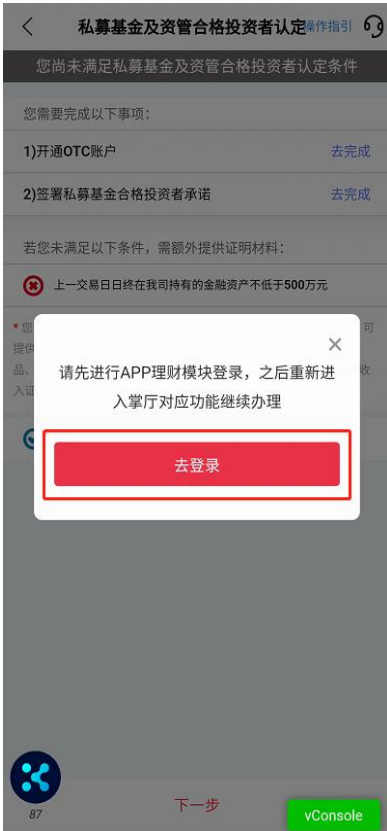 私募基金及资管合格投资者认定操作指引
您尚未满足私募基金及资管合格投资者认定条件
您需要完成以下事项：
1)开通OTC账户 去完成
2)签署私募基金合格投资者承诺 去完成
若您未满足以下条件，需额外提供证明材料：
上一交易日日终在我司持有的金融资产不低于500万元
*您 可
提供
品、 收
入证
请先进行APP理财模块登录，之后重新进
入掌厅对应功能继续办理
去登录
87
下一步
vConsole